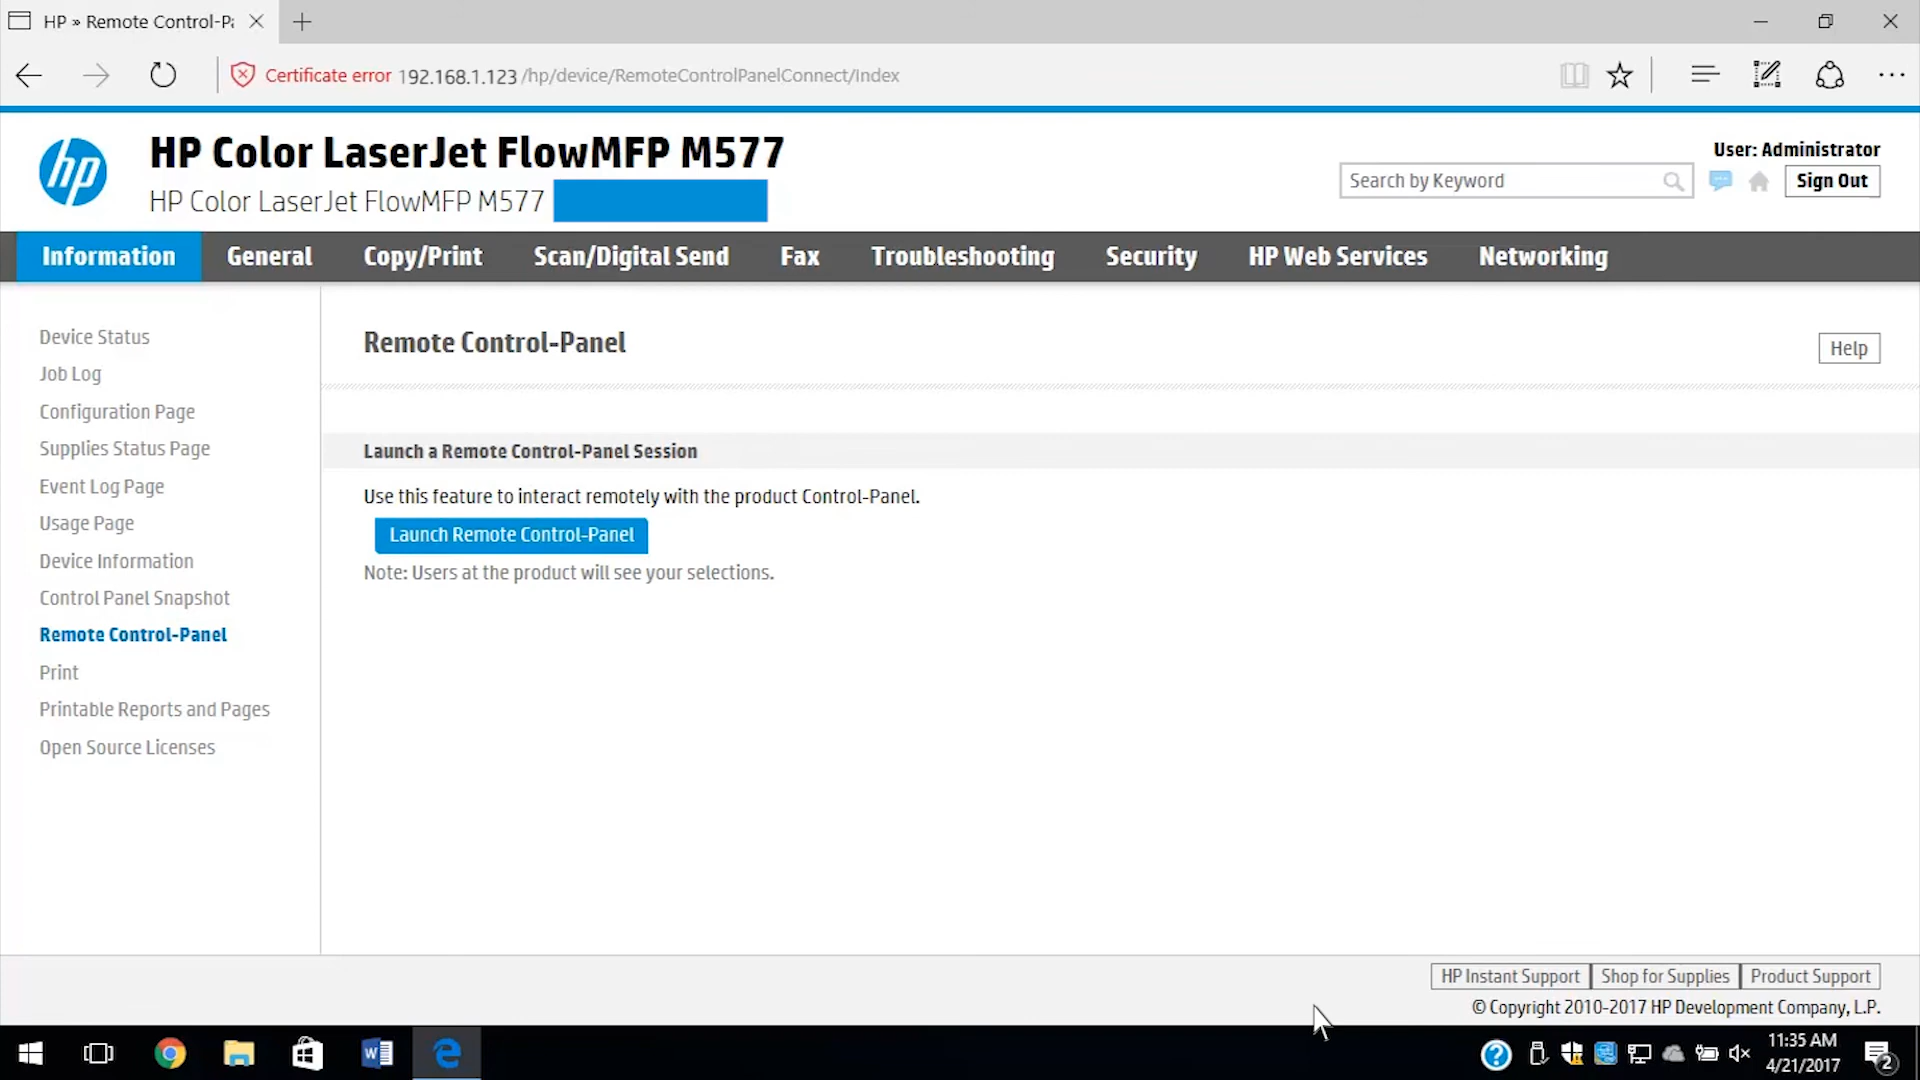 HP » Remote Control-Pa
Certificate error 192.168.1.123/hp/device/RemoteControlPanelConnect/Index
hp
HP Color LaserJet FlowMFP M577
HP Color LaserJet FlowMFP M577
User: Administrator
Search by Keyword
Sign Out
Information General Copy/Print Scan/Digital Send Fax Troubleshooting Security HP Web Services Networking
Device Status
Job Log
Configuration Page
Supplies Status Page
Event Log Page
Usage Page
Device Information
Control Panel Snapshot
Remote Control-Panel
Print
Printable Reports and Pages
Open Source Licenses
Remote Control-Panel
Help
Launch a Remote Control-Panel Session
Use this feature to interact remotely with the product Control-Panel.
Launch Remote Control-Panel
Note: Users at the product will see your selections.
HP Instant Support Shop for Supplies Product Support
© Copyright 2010-2017 HP Development Company, L.P.
11:35 AM
4/21/2017
2